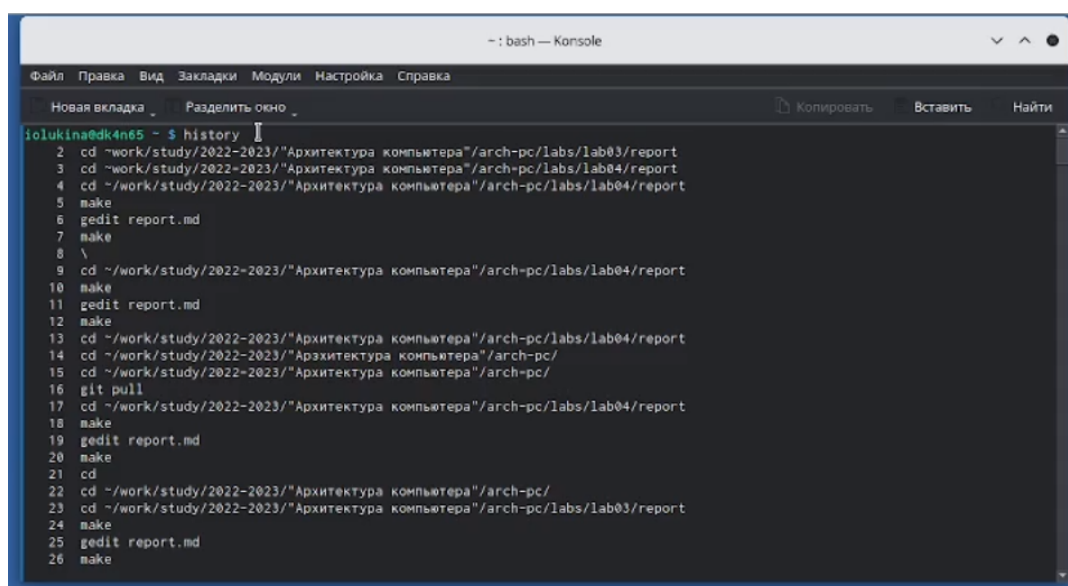 ~ : bash — Konsole
Файл Правка Вид Закладки Модули Настройка Справка
Новая вкладка Разделить окно Копировать Вставить Найти
iolukina@dk4n65 ~ $ history
2 cd ~work/study/2022-2023/"Архитектура компьютера"/arch-pc/labs/lab03/report
3 cd ~work/study/2022-2023/"Архитектура компьютера"/arch-pc/labs/lab04/report
4 cd ~/work/study/2022-2023/"Архитектура компьютера"/arch-pc/labs/lab04/report
5 make
6 gedit report.md
7 make
8 \
9 cd ~/work/study/2022-2023/"Архитектура компьютера"/arch-pc/labs/lab04/report
10 make
11 gedit report.md
12 make
13 cd ~/work/study/2022-2023/"Архитектура компьютера"/arch-pc/labs/lab04/report
14 cd ~/work/study/2022-2023/"Арзхитектура компьютера"/arch-pc/
15 cd ~/work/study/2022-2023/"Архитектура компьютера"/arch-pc/
16 git pull
17 cd ~/work/study/2022-2023/"Архитектура компьютера"/arch-pc/labs/lab04/report
18 make
19 gedit report.md
20 make
21 cd
22 cd ~/work/study/2022-2023/"Архитектура компьютера"/arch-pc/
23 cd ~/work/study/2022-2023/"Архитектура компьютера"/arch-pc/labs/lab03/report
24 make
25 gedit report.md
26 make